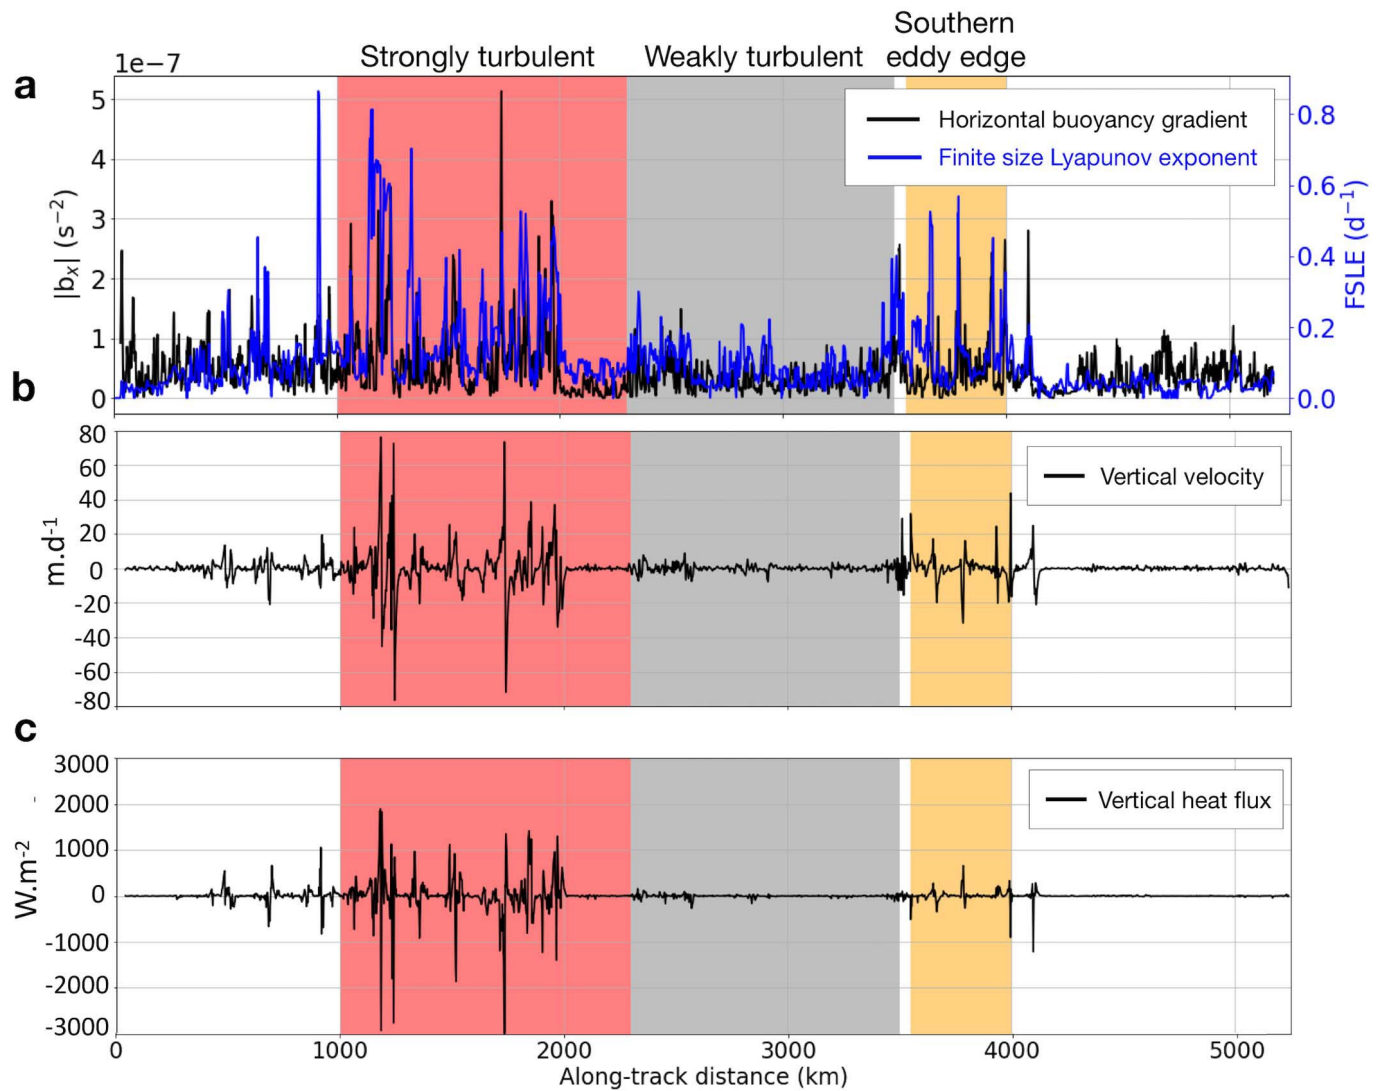 Southern
Strongly turbulent Weakly turbulent eddy edge
a
1e−7
5
4
3
2
1
0
|bₓ| (s⁻²)
Horizontal buoyancy gradient
Finite size Lyapunov exponent
0.8
0.6
0.4
0.2
0.0
FSLE (d⁻¹)
b
80
60
40
20
0
-20
-40
-60
-80
m.d⁻¹
Vertical velocity
c
3000
2000
1000
0
-1000
-2000
-3000
W.m⁻²
Vertical heat flux
0 1000 2000 3000 4000 5000
Along-track distance (km)